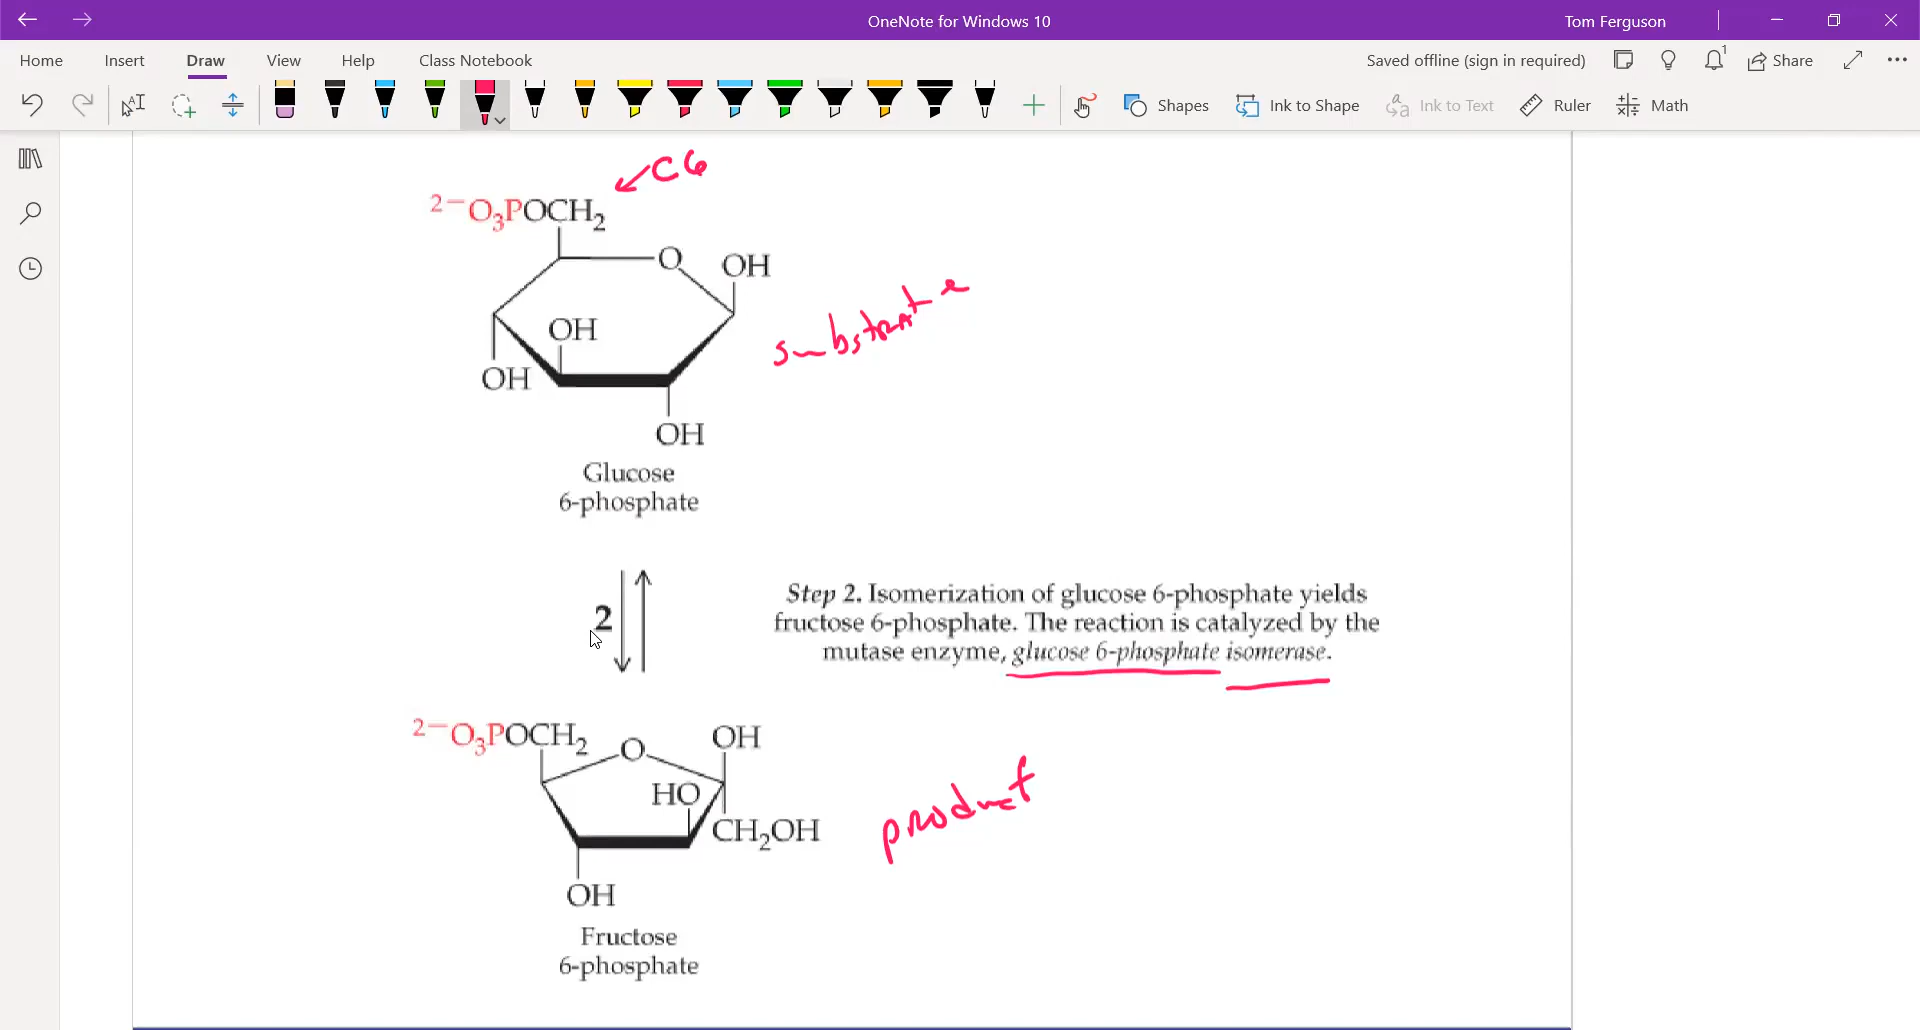 OneNote for Windows 10
Tom Ferguson
Home Insert Draw View Help Class Notebook
Saved offline (sign in required)
1
Share
Shapes
Ink to Shape
Ink to Text
Ruler
Math
C6
2−O3POCH2
O
OH
OH
OH
OH
substrate
Glucose
6-phosphate
2
Step 2. Isomerization of glucose 6-phosphate yields
fructose 6-phosphate. The reaction is catalyzed by the
mutase enzyme, glucose 6-phosphate isomerase.
2−O3POCH2
O
OH
HO
CH2OH
OH
product
Fructose
6-phosphate